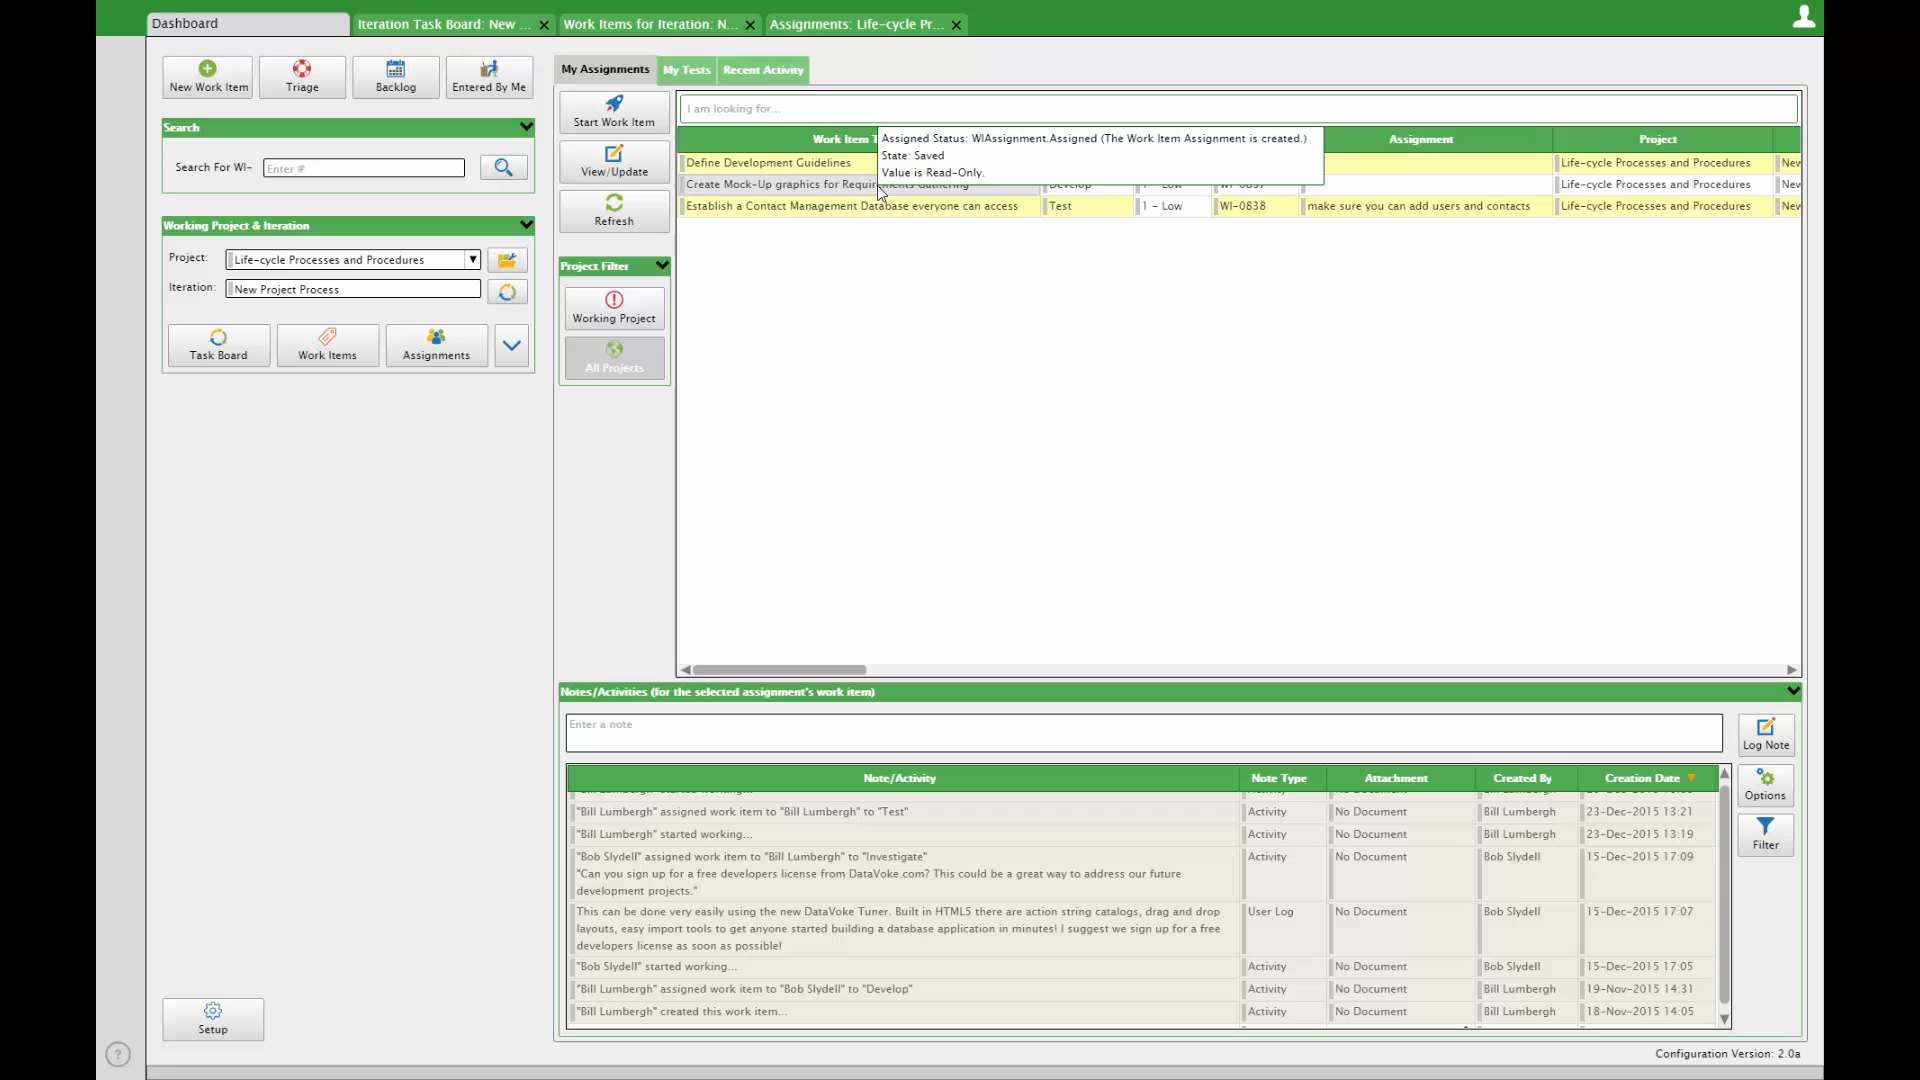 Dashboard
Iteration Task Board: New ...
Work Items for Iteration: N...
Assignments: Life-cycle Pr...
New Work Item
Triage
Backlog
Entered By Me
Search
Search For WI-
Enter #
Working Project & Iteration
Project:
Life-cycle Processes and Procedures
Iteration:
New Project Process
Task Board
Work Items
Assignments
Setup
?
My Assignments
My Tests
Recent Activity
Start Work Item
View/Update
Refresh
Project Filter
Working Project
All Projects
I am looking for...
Work Item T
Assignment
Project
Assigned Status: WIAssignment.Assigned (The Work Item Assignment is created.)
State: Saved
Value is Read-Only.
Define Development Guidelines
Life-cycle Processes and Procedures
New
Create Mock-Up graphics for Requirements Gathering
Develop
1 - Low
Life-cycle Processes and Procedures
New
Establish a Contact Management Database everyone can access
Test
1 - Low
WI-0838
make sure you can add users and contacts
Life-cycle Processes and Procedures
New
Notes/Activities (for the selected assignment's work item)
Enter a note
Log Note
Options
Filter
Note/Activity
Note Type
Attachment
Created By
Creation Date
"Bill Lumbergh" assigned work item to "Bill Lumbergh" to "Test"
Activity
No Document
Bill Lumbergh
23-Dec-2015 13:21
"Bill Lumbergh" started working...
Activity
No Document
Bill Lumbergh
23-Dec-2015 13:19
"Bob Slydell" assigned work item to "Bill Lumbergh" to "Investigate"
"Can you sign up for a free developers license from DataVoke.com? This could be a great way to address our future
development projects."
Activity
No Document
Bob Slydell
15-Dec-2015 17:09
This can be done very easily using the new DataVoke Tuner. Built in HTML5 there are action string catalogs, drag and drop
layouts, easy import tools to get anyone started building a database application in minutes! I suggest we sign up for a free
developers license as soon as possible!
User Log
No Document
Bob Slydell
15-Dec-2015 17:07
"Bob Slydell" started working...
Activity
No Document
Bob Slydell
15-Dec-2015 17:05
"Bill Lumbergh" assigned work item to "Bob Slydell" to "Develop"
Activity
No Document
Bill Lumbergh
19-Nov-2015 14:31
"Bill Lumbergh" created this work item...
Activity
No Document
Bill Lumbergh
18-Nov-2015 14:05
Configuration Version: 2.0a